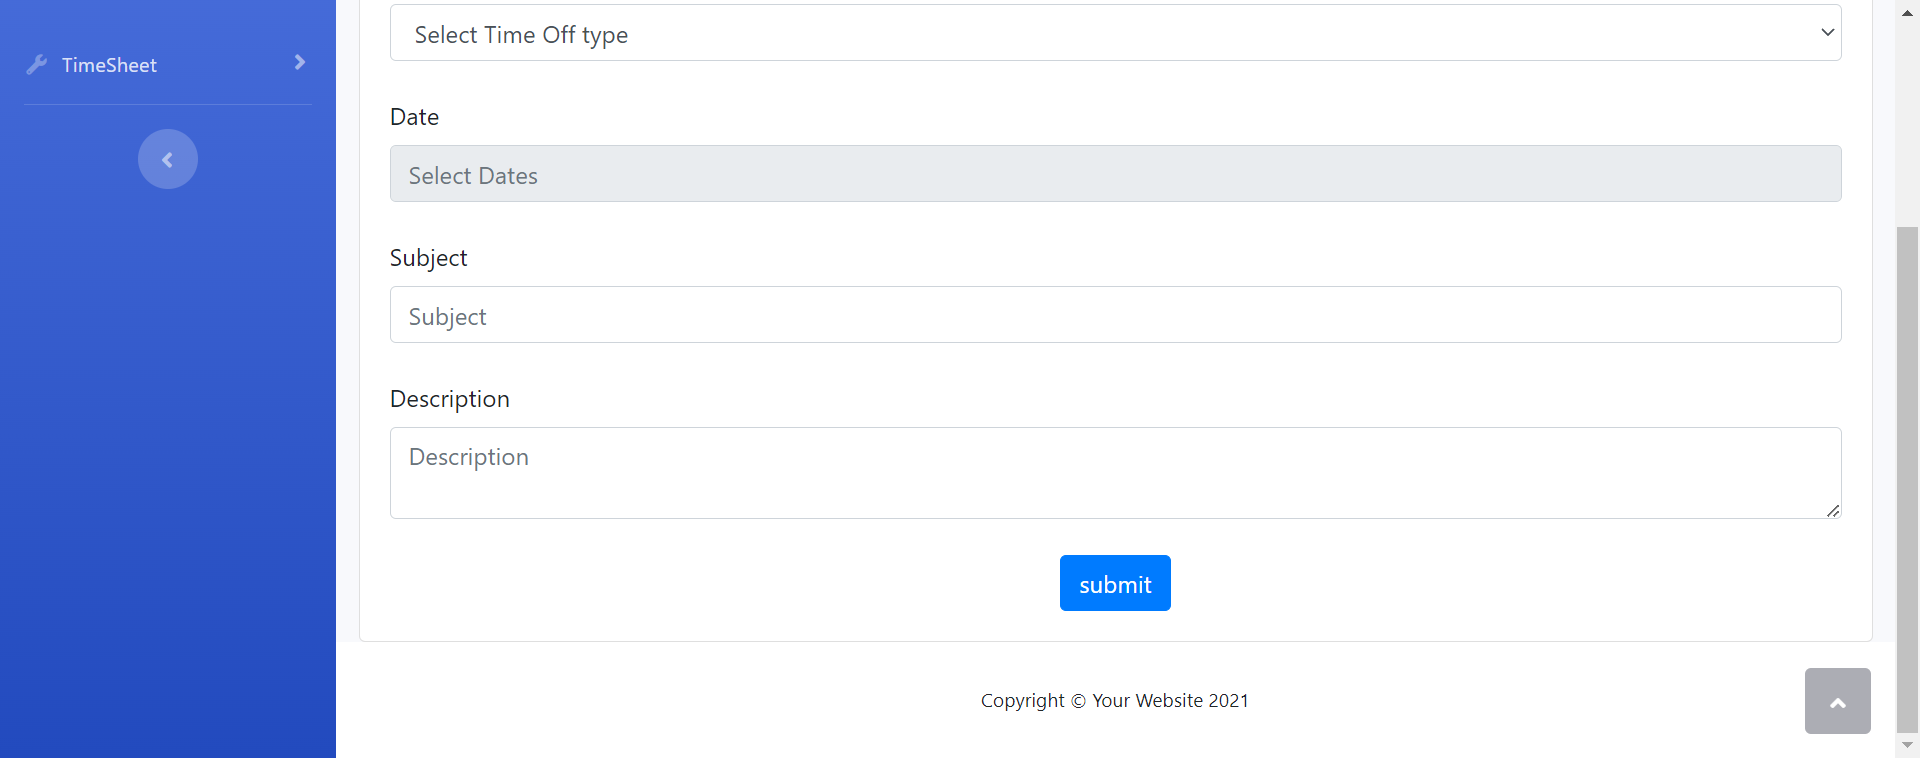 TimeSheet
Select Time Off type
Date
Select Dates
Subject
Subject
Description
Description
submit
Copyright © Your Website 2021